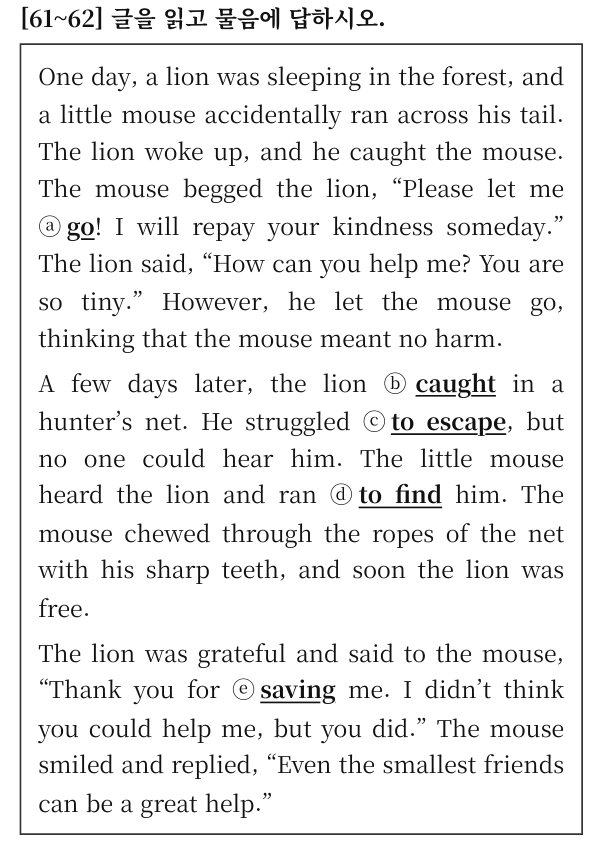 [61~62] 글을 읽고 물음에 답하시오.
One day, a lion was sleeping in the forest, and
a little mouse accidentally ran across his tail.
The lion woke up, and he caught the mouse.
The mouse begged the lion, “Please let me
ⓐ go! I will repay your kindness someday.”
The lion said, “How can you help me? You are
so tiny.” However, he let the mouse go,
thinking that the mouse meant no harm.
A few days later, the lion ⓑ caught in a
hunter’s net. He struggled ⓒ to escape, but
no one could hear him. The little mouse
heard the lion and ran ⓓ to find him. The
mouse chewed through the ropes of the net
with his sharp teeth, and soon the lion was
free.
The lion was grateful and said to the mouse,
“Thank you for ⓔ saving me. I didn’t think
you could help me, but you did.” The mouse
smiled and replied, “Even the smallest friends
can be a great help.”